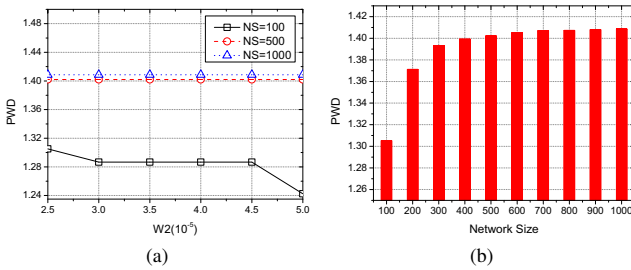 1.48
1.44
1.40
1.36
1.32
1.28
1.24
PWD
NS=100
NS=500
NS=1000
2.5 3.0 3.5 4.0 4.5 5.0
W2(10⁻⁵)
(a)
1.42
1.40
1.38
1.36
1.34
1.32
1.30
1.28
1.26
PWD
100 200 300 400 500 600 700 800 900 1000
Network Size
(b)